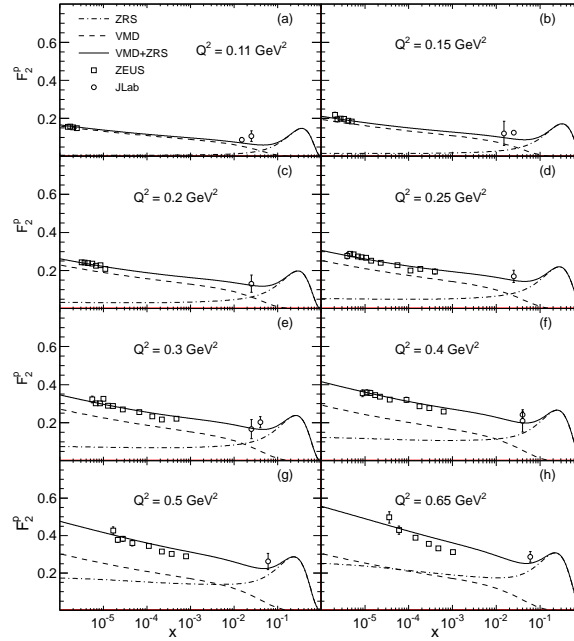 (a)
ZRS
VMD
VMD+ZRS
ZEUS
JLab
Q² = 0.11 GeV²
F₂ᵖ
0.6
0.4
0.2
(b)
Q² = 0.15 GeV²
(c)
Q² = 0.2 GeV²
F₂ᵖ
0.6
0.4
0.2
(d)
Q² = 0.25 GeV²
(e)
Q² = 0.3 GeV²
F₂ᵖ
0.6
0.4
0.2
(f)
Q² = 0.4 GeV²
(g)
Q² = 0.5 GeV²
F₂ᵖ
0.6
0.4
0.2
(h)
Q² = 0.65 GeV²
10⁻⁵ 10⁻⁴ 10⁻³ 10⁻² 10⁻¹
x
10⁻⁵ 10⁻⁴ 10⁻³ 10⁻² 10⁻¹
x